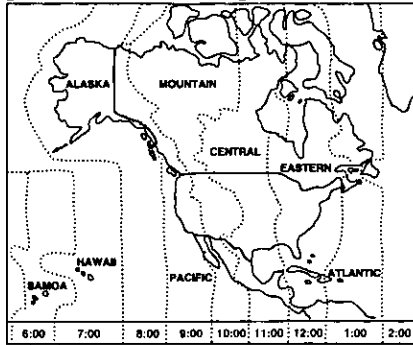 ALASKA MOUNTAIN
CENTRAL
EASTERN
HAWAII
SAMOA
PACIFIC
ATLANTIC
6:00 7:00 8:00 9:00 10:00 11:00 12:00 1:00 2:00